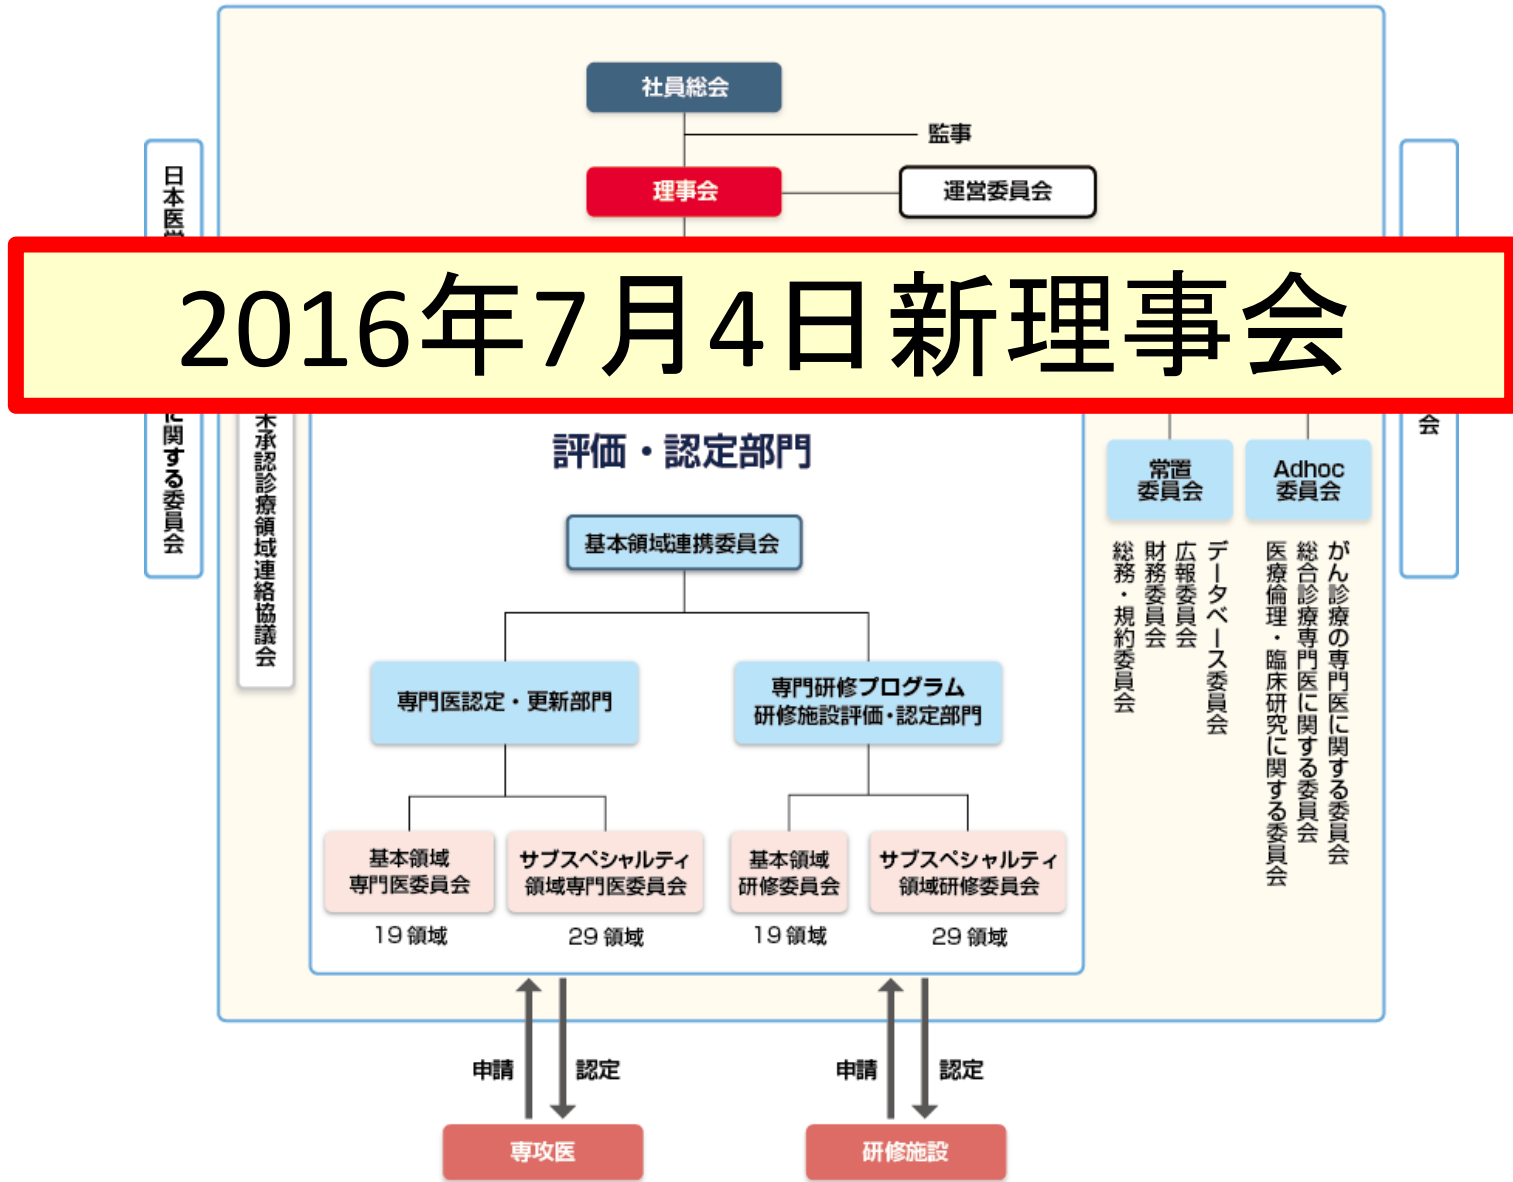 社員総会
監事
理事会
運営委員会
日本医
2016年7月4日新理事会
に関する委員会
未承認診療領域連絡協議会
会
評価・認定部門
基本領域連携委員会
専門医認定・更新部門
専門研修プログラム
研修施設評価・認定部門
基本領域
専門医委員会
サブスペシャルティ
領域専門医委員会
基本領域
研修委員会
サブスペシャルティ
領域研修委員会
19領域
29領域
19領域
29領域
常置
委員会
Adhoc
委員会
データベース委員会
広報委員会
財務委員会
総務・規約委員会
がん診療の専門医に関する委員会
総合診療専門医に関する委員会
医療倫理・臨床研究に関する委員会
申請
認定
申請
認定
専攻医
研修施設